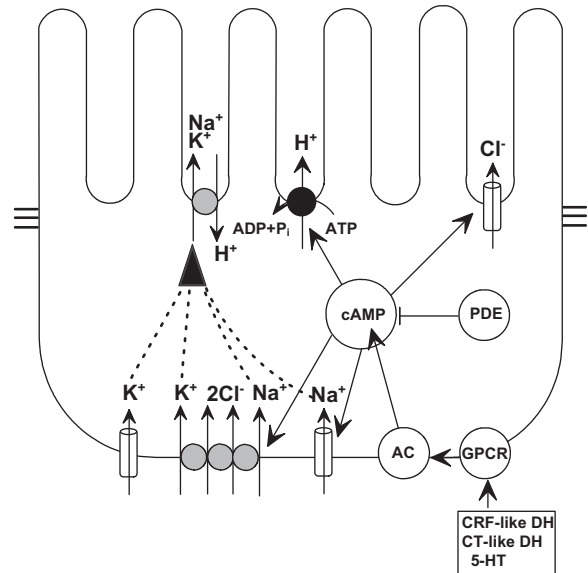 Na⁺
K⁺
H⁺
Cl⁻
ADP+Pᵢ
ATP
H⁺
cAMP
PDE
K⁺
K⁺
2Cl⁻
Na⁺
Na⁺
AC
GPCR
CRF-like DH
CT-like DH
5-HT